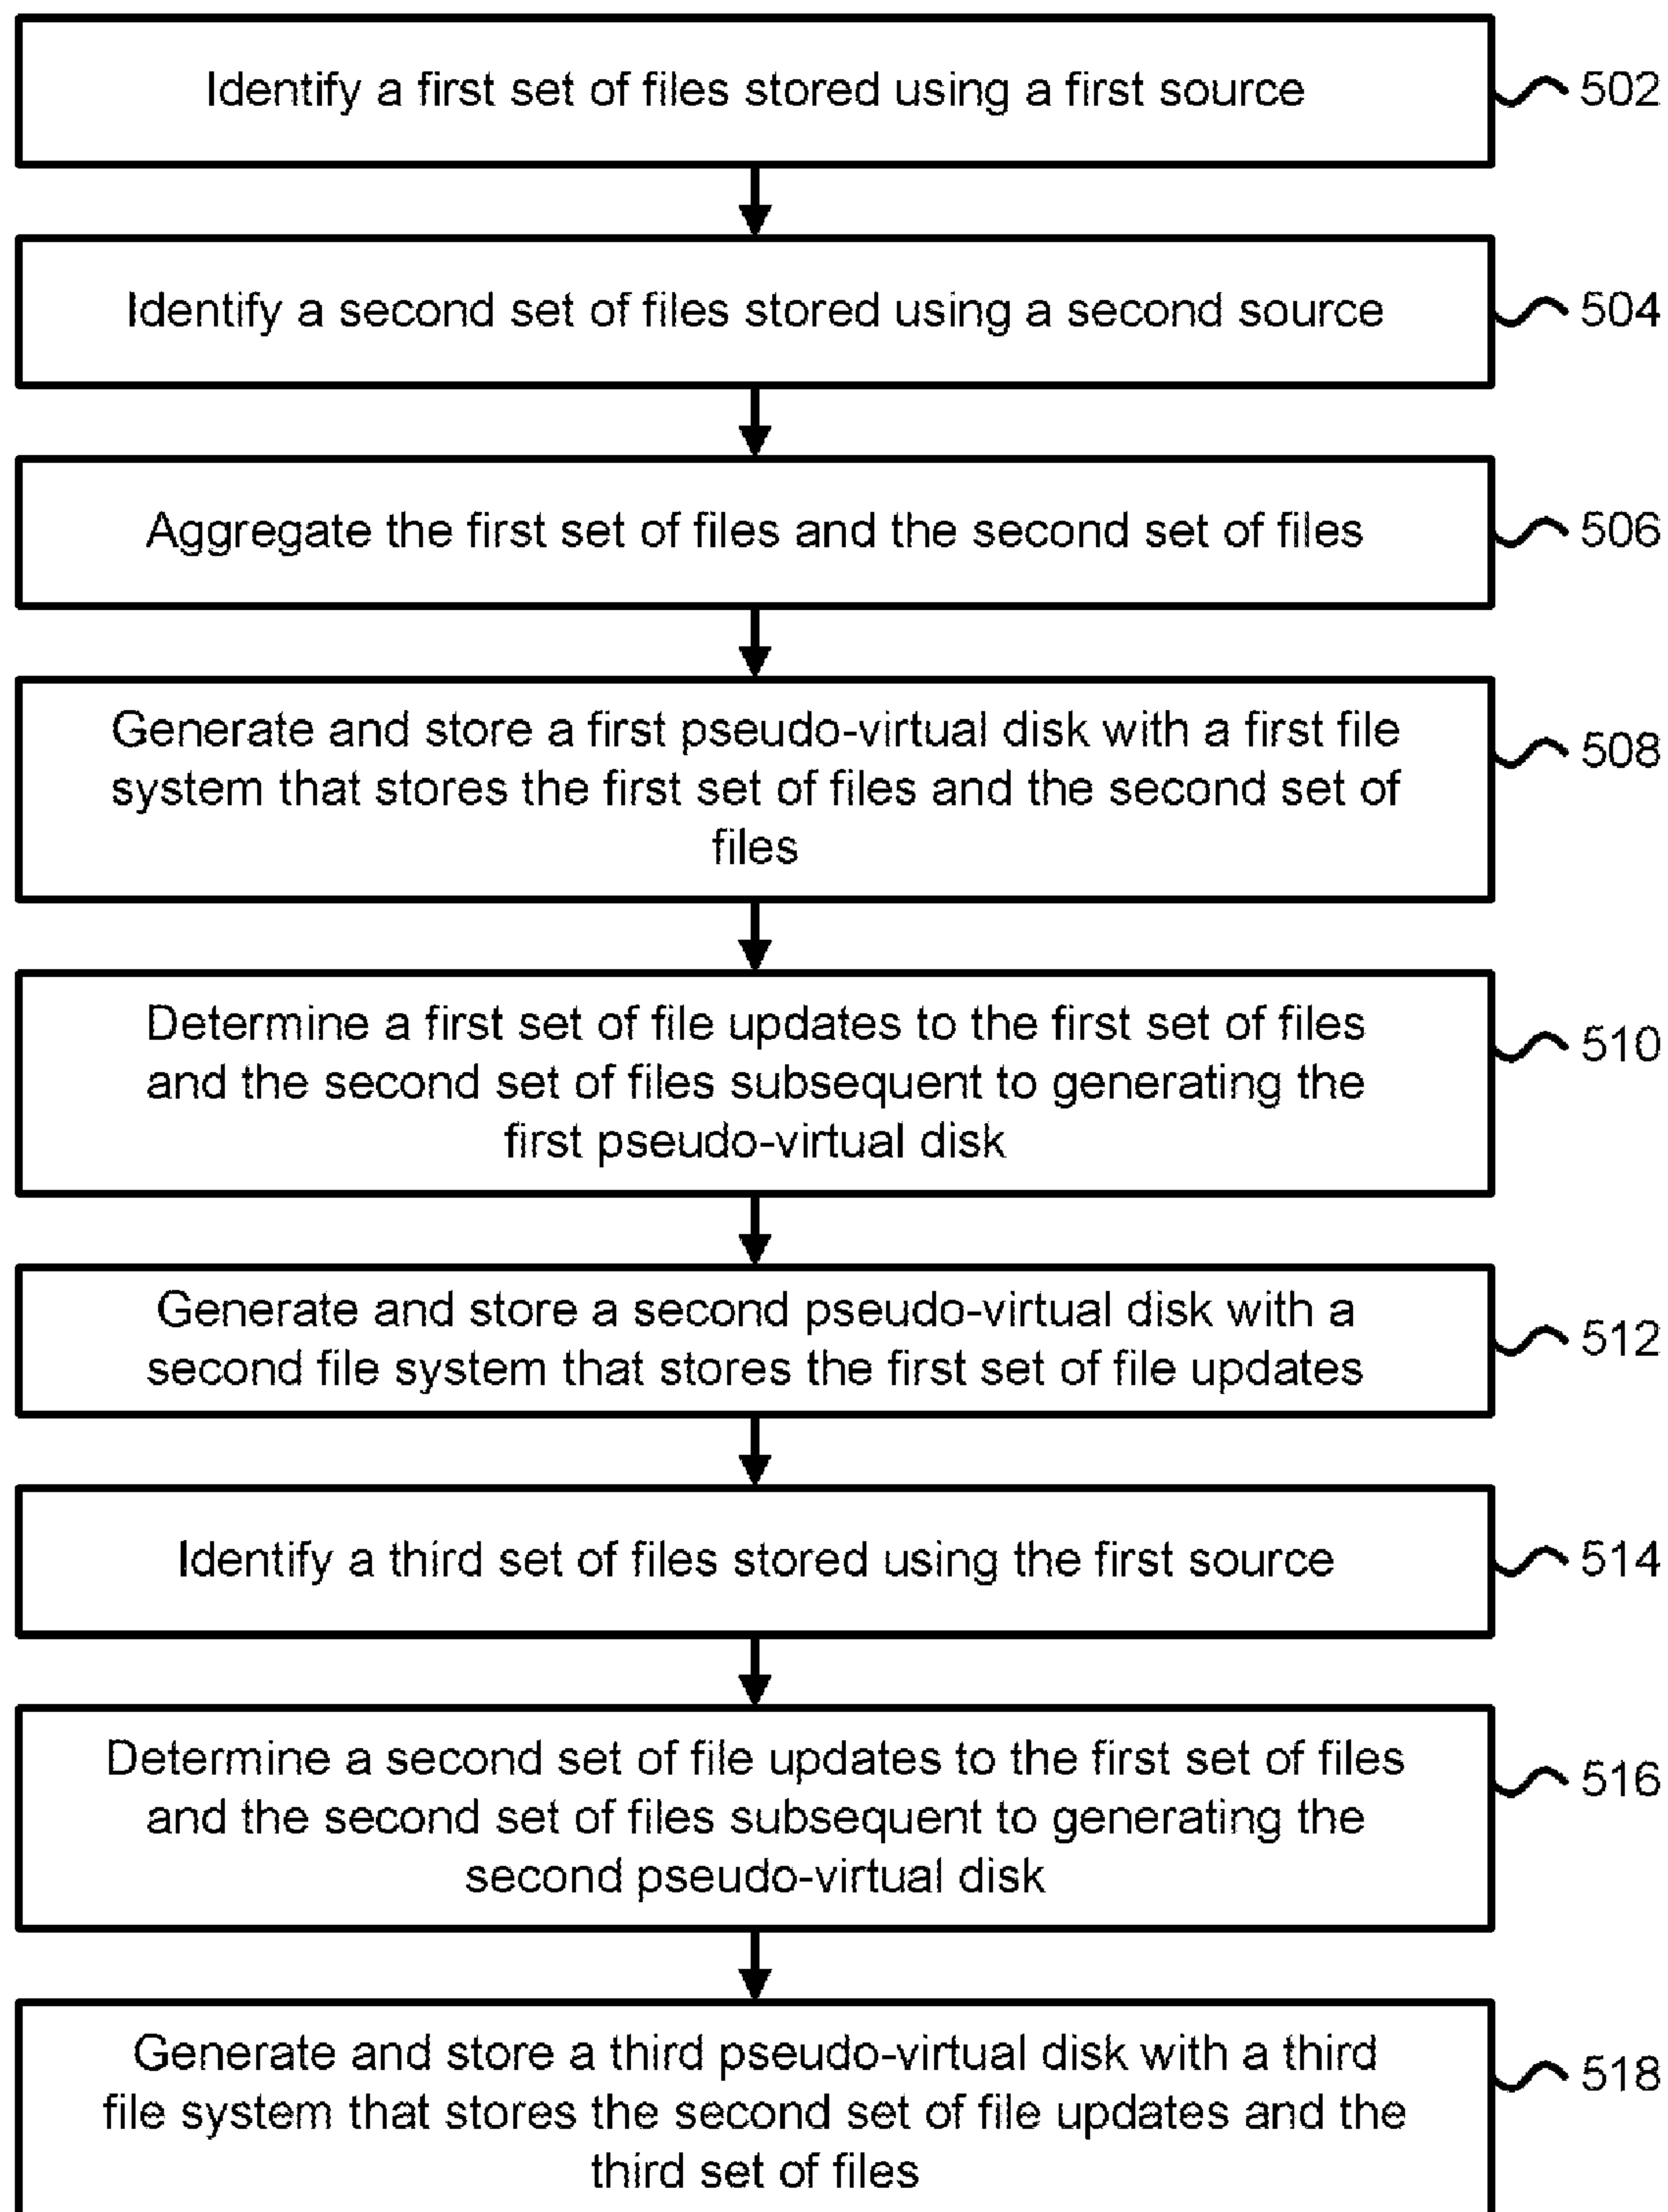 Identify a first set of files stored using a first source
502
Identify a second set of files stored using a second source
504
Aggregate the first set of files and the second set of files
506
Generate and store a first pseudo-virtual disk with a first file
system that stores the first set of files and the second set of
files
508
Determine a first set of file updates to the first set of files
and the second set of files subsequent to generating the
first pseudo-virtual disk
510
Generate and store a second pseudo-virtual disk with a
second file system that stores the first set of file updates
512
Identify a third set of files stored using the first source
514
Determine a second set of file updates to the first set of files
and the second set of files subsequent to generating the
second pseudo-virtual disk
516
Generate and store a third pseudo-virtual disk with a third
file system that stores the second set of file updates and the
third set of files
518